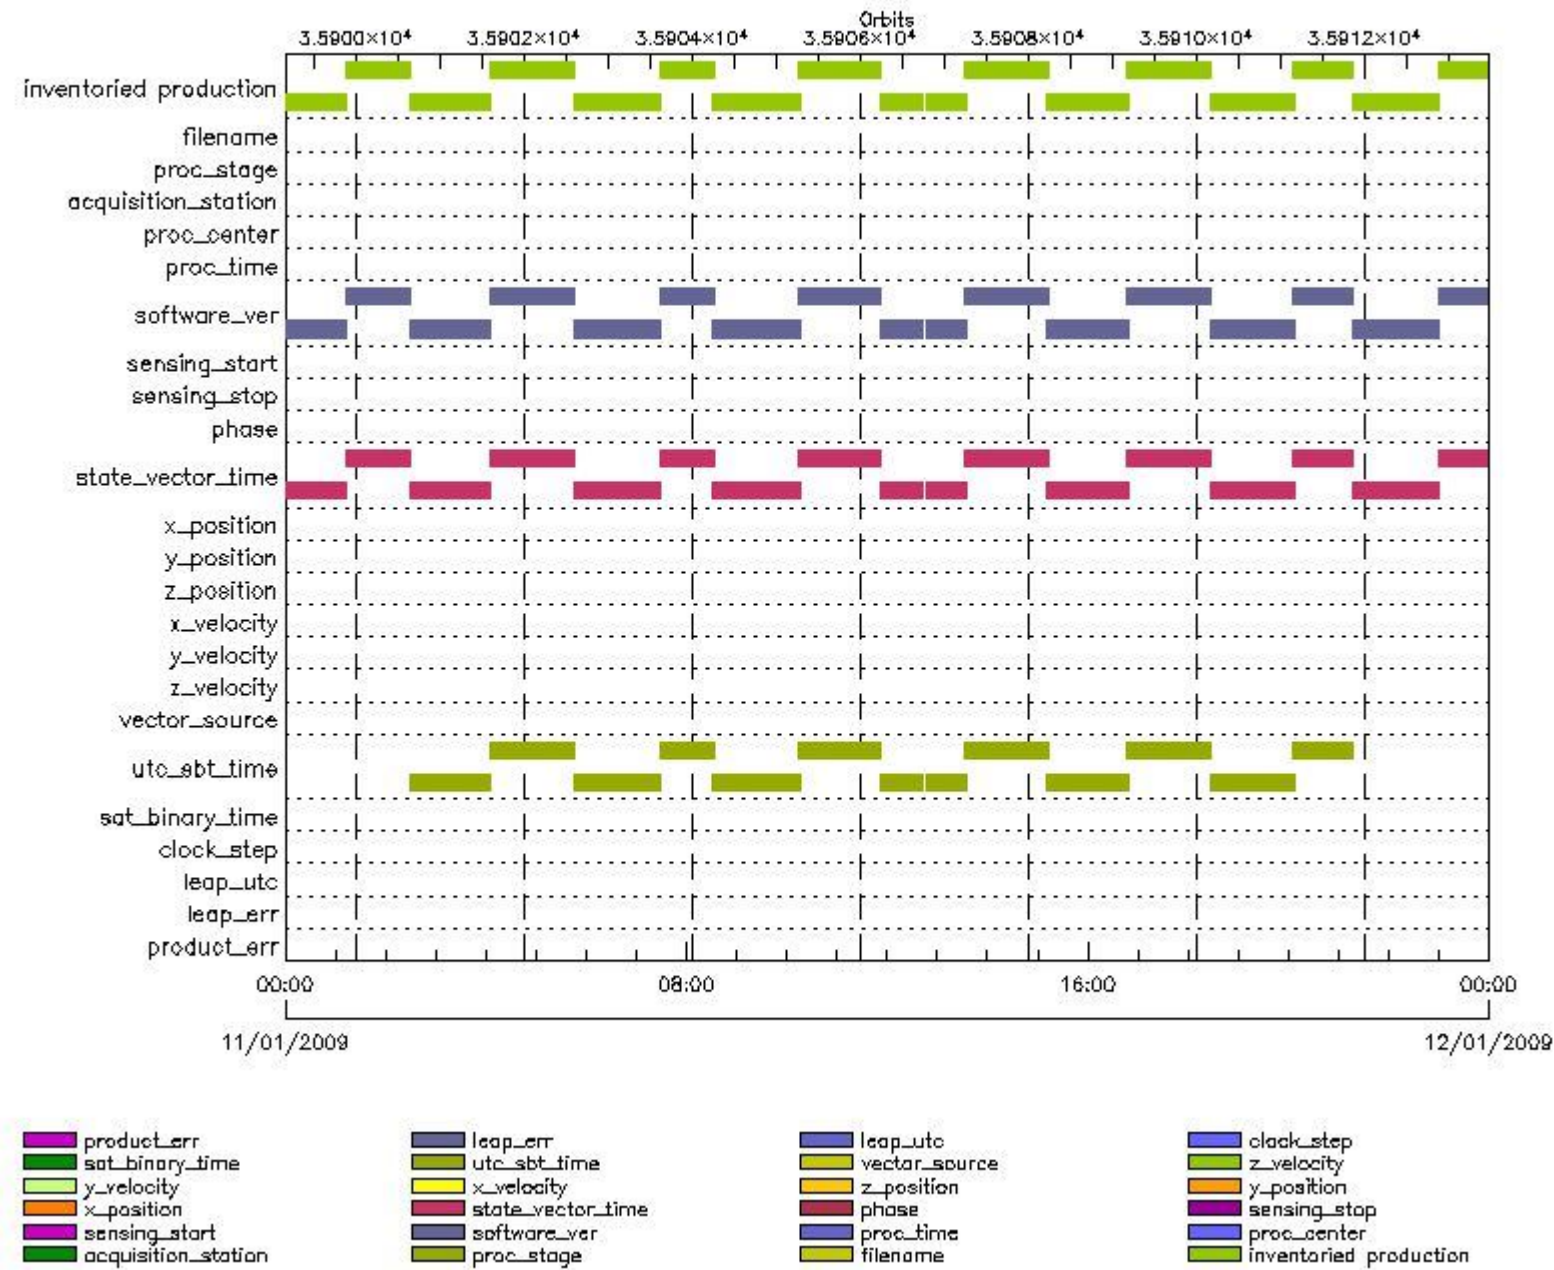 Orbits
3.5900×10⁴ 3.5902×10⁴ 3.5904×10⁴ 3.5906×10⁴ 3.5908×10⁴ 3.5910×10⁴ 3.5912×10⁴
inventoried production
filename
proc_stage
acquisition_station
proc_center
proc_time
software_ver
sensing_start
sensing_stop
phase
state_vector_time
x_position
y_position
z_position
x_velocity
y_velocity
z_velocity
vector_source
utc_sbt_time
sat_binary_time
clock_step
leap_utc
leap_err
product_err
00:00 08:00 16:00 00:00
11/01/2009 12/01/2009
product_err leap_err leap_utc clock_step
sat_binary_time utc_sbt_time vector_source z_velocity
y_velocity x_velocity z_position y_position
x_position state_vector_time phase sensing_stop
sensing_start software_ver proc_time proc_center
acquisition_station proc_stage filename inventoried production